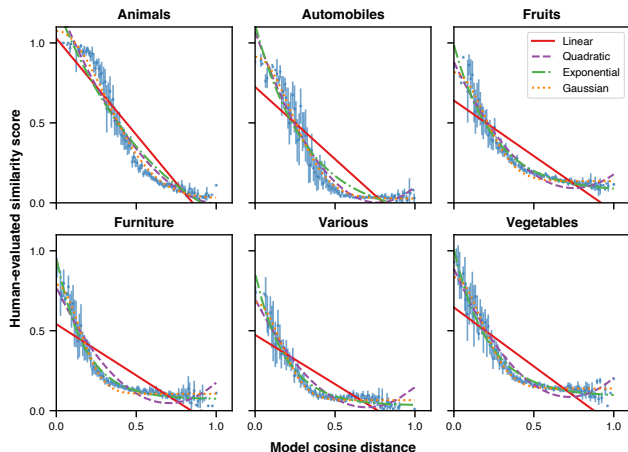 Animals
Automobiles
Fruits
1.0
0.5
0.0
Linear
Quadratic
Exponential
Gaussian
Furniture
Various
Vegetables
1.0
0.5
0.0
0.0
0.5
1.0
0.0
0.5
1.0
0.0
0.5
1.0
Human-evaluated similarity score
Model cosine distance